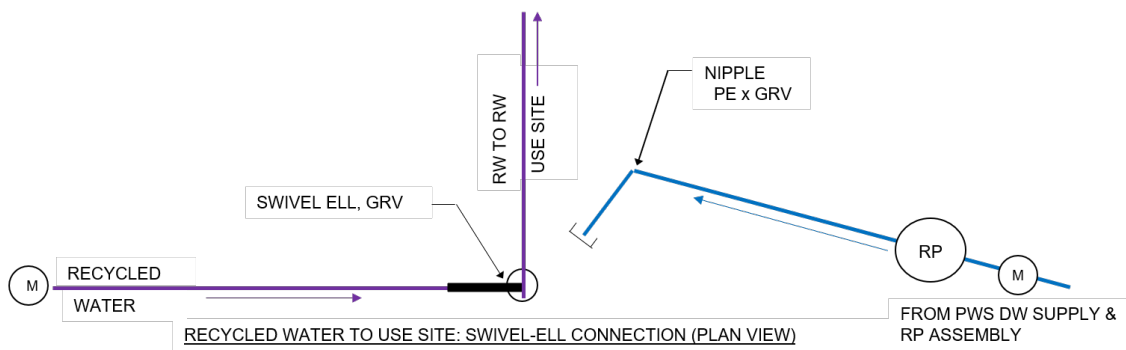 NIPPLE
PE x GRV
RW TO RW
USE SITE
SWIVEL ELL, GRV
RP
M
M
RECYCLED
WATER
FROM PWS DW SUPPLY &
RP ASSEMBLY
RECYCLED WATER TO USE SITE: SWIVEL-ELL CONNECTION (PLAN VIEW)